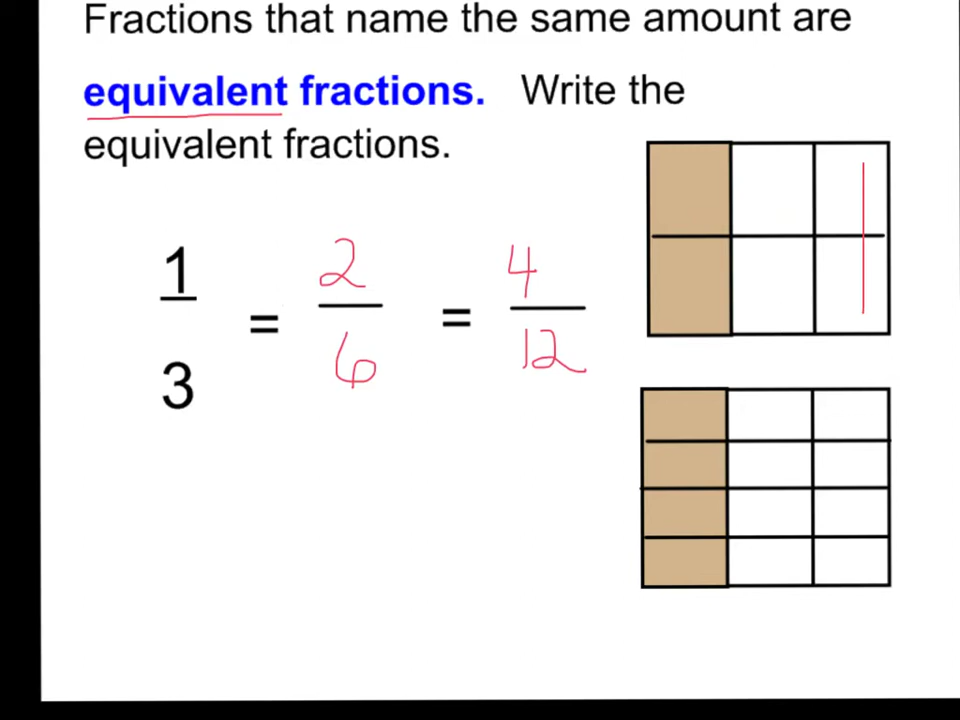 Fractions that name the same amount are
equivalent fractions. Write the
equivalent fractions.
1 2 4
= =
3 6 12